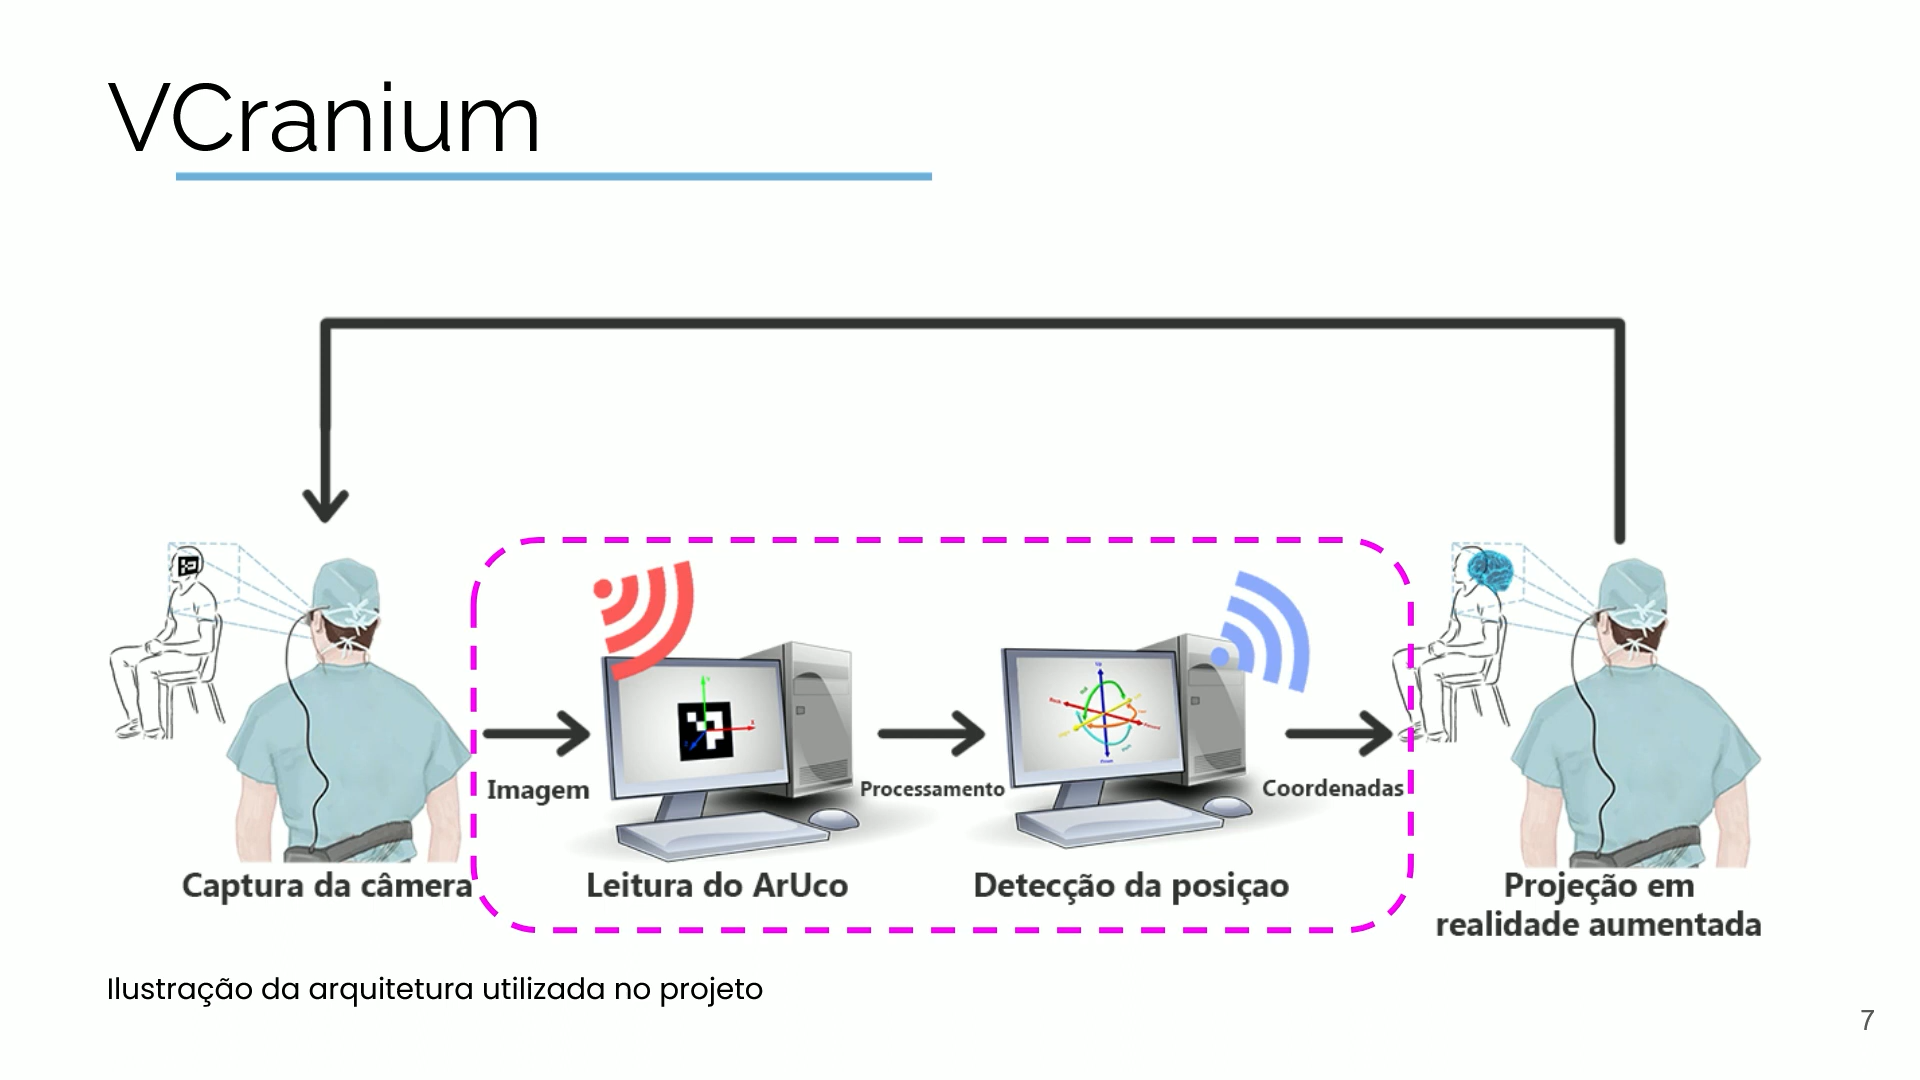 VCranium
Imagem
Processamento
Coordenadas
Captura da câmera
Leitura do ArUco
Detecção da posiçao
Projeção em
realidade aumentada
Ilustração da arquitetura utilizada no projeto
7